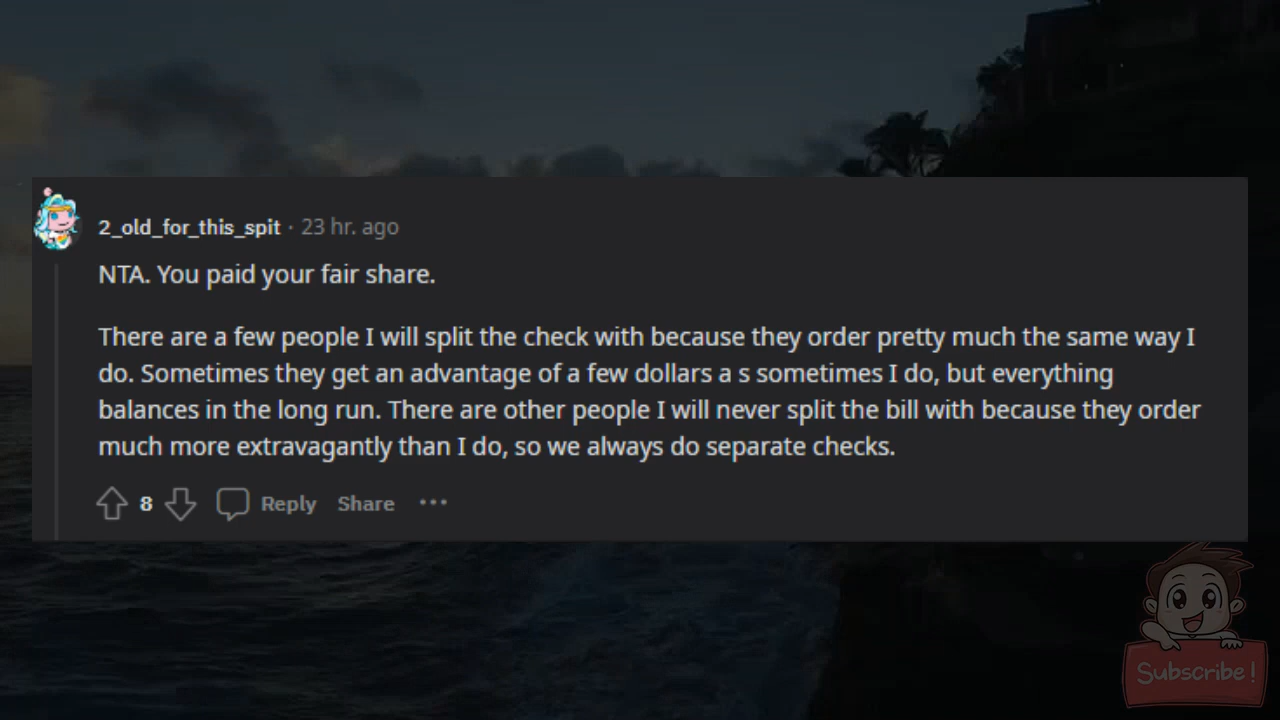 2_old_for_this_spit · 23 hr. ago
NTA. You paid your fair share.
There are a few people I will split the check with because they order pretty much the same way I
do. Sometimes they get an advantage of a few dollars a s sometimes I do, but everything
balances in the long run. There are other people I will never split the bill with because they order
much more extravagantly than I do, so we always do separate checks.
8 Reply Share ···
Subscribe!